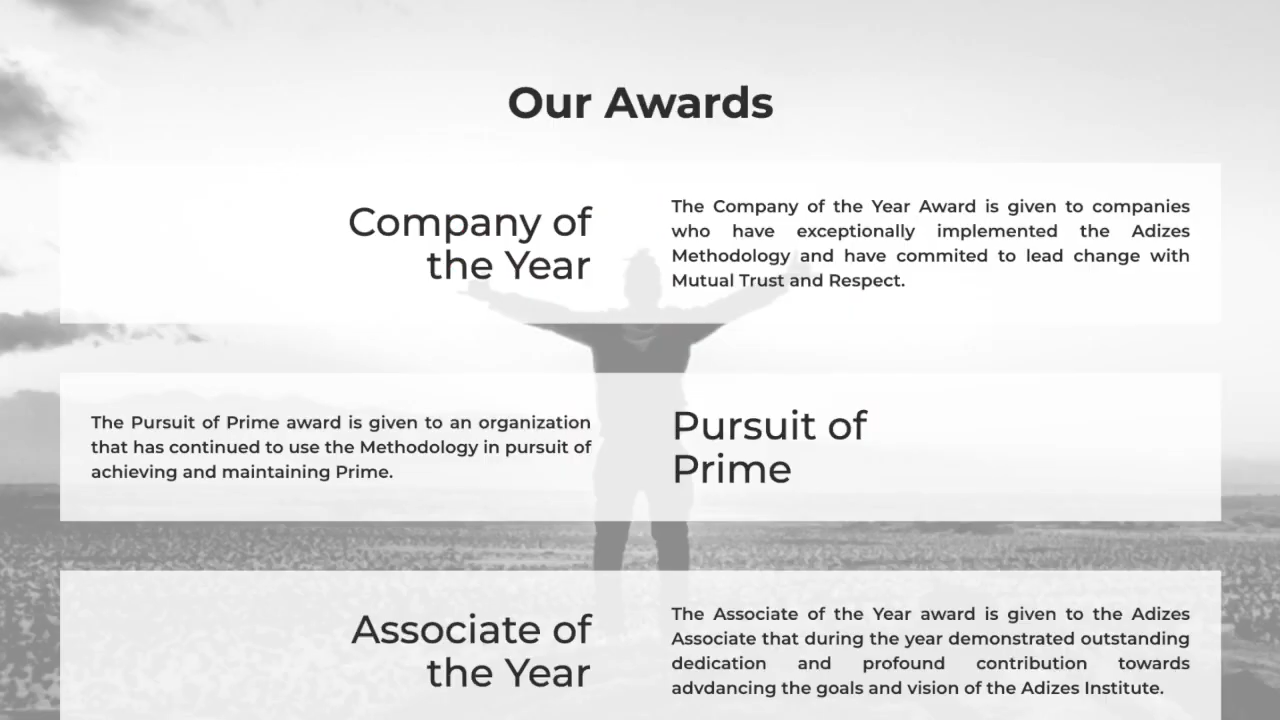 Our Awards
Company of
the Year
The Company of the Year Award is given to companies
who have exceptionally implemented the Adizes
Methodology and have commited to lead change with
Mutual Trust and Respect.
The Pursuit of Prime award is given to an organization
that has continued to use the Methodology in pursuit of
achieving and maintaining Prime.
Pursuit of
Prime
Associate of
the Year
The Associate of the Year award is given to the Adizes
Associate that during the year demonstrated outstanding
dedication and profound contribution towards
advdancing the goals and vision of the Adizes Institute.